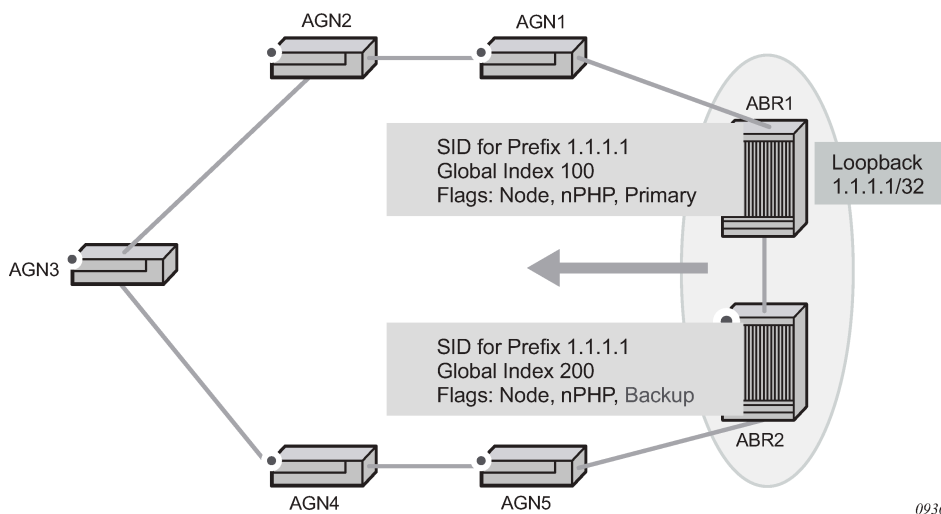 AGN2
AGN1
ABR1
SID for Prefix 1.1.1.1
Global Index 100
Flags: Node, nPHP, Primary
Loopback
1.1.1.1/32
AGN3
SID for Prefix 1.1.1.1
Global Index 200
Flags: Node, nPHP, Backup
ABR2
AGN4
AGN5